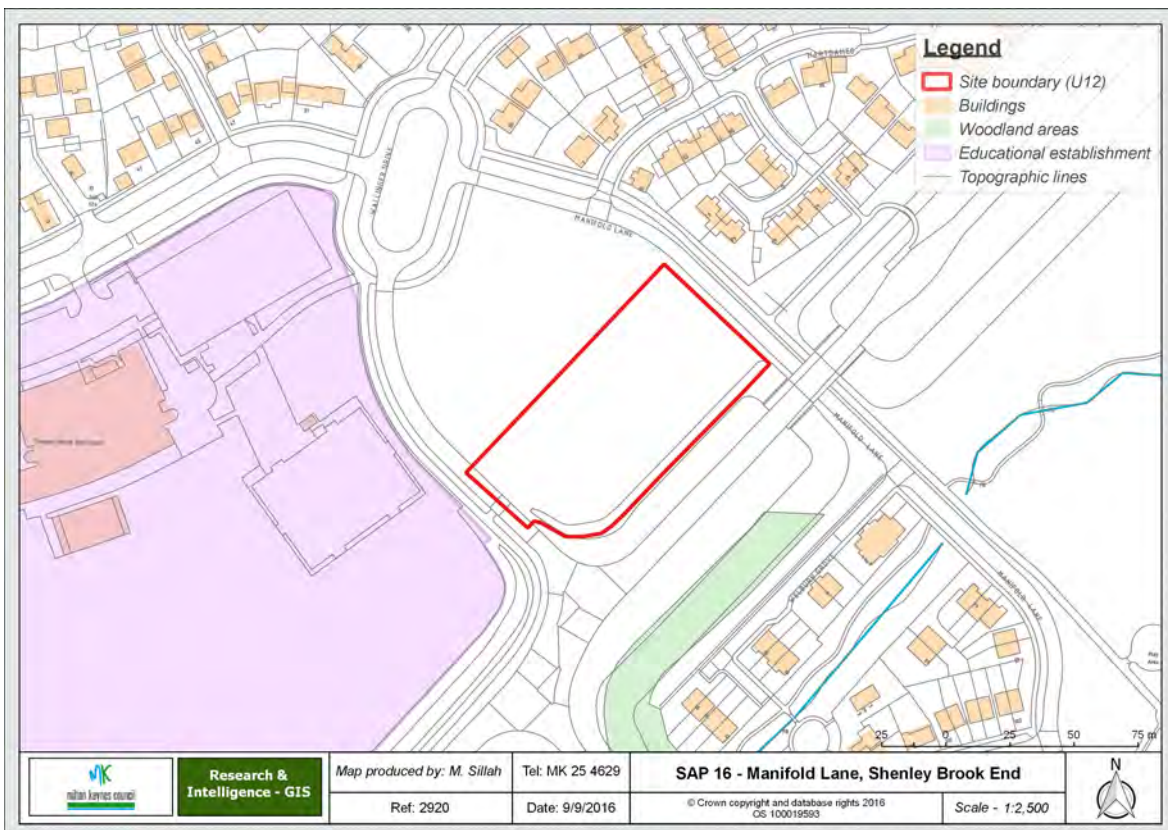 Legend
Site boundary (U12)
Buildings
Woodland areas
Educational establishment
Topographic lines
WALLINGER DRIVE
MANIFOLD LANE
MANIFOLD LANE
MANIFOLD LANE
25 0 25 50 75 m
milton keynes council
Research &
Intelligence - GIS
Map produced by: M. Sillah
Tel: MK 25 4629
SAP 16 - Manifold Lane, Shenley Brook End
Ref: 2920
Date: 9/9/2016
© Crown copyright and database rights 2016
OS 100019593
Scale - 1:2,500
N